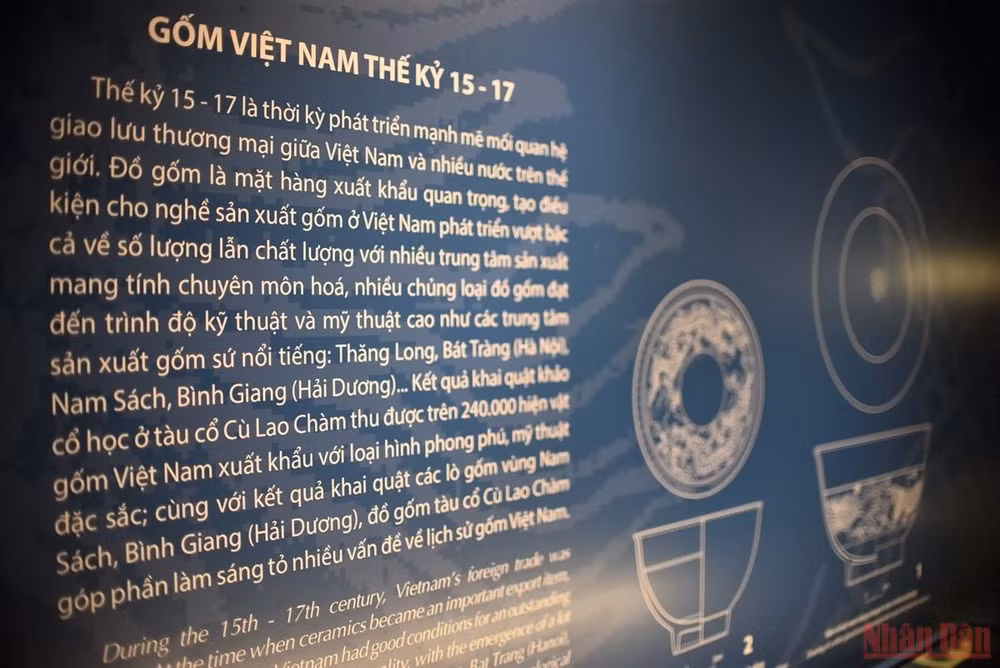 GỐM VIỆT NAM THẾ KỶ 15 - 17
Thế kỷ 15 - 17 là thời kỳ phát triển mạnh mẽ mối quan hệ
giao lưu thương mại giữa Việt Nam và nhiều nước trên thế
giới. Đồ gốm là mặt hàng xuất khẩu quan trọng, tạo điều
kiện cho nghề sản xuất gốm ở Việt Nam phát triển vượt bậc
cả về số lượng lẫn chất lượng với nhiều trung tâm sản xuất
mang tính chuyên môn hoá, nhiều chủng loại đồ gốm đạt
đến trình độ kỹ thuật và mỹ thuật cao như các trung tâm
sản xuất gốm sứ nổi tiếng: Thăng Long, Bát Tràng (Hà Nội),
Nam Sách, Bình Giang (Hải Dương)... Kết quả khai quật khảo
cổ học ở tàu cổ Cù Lao Chàm thu được trên 240.000 hiện vật
gốm Việt Nam xuất khẩu với loại hình phong phú, mỹ thuật
đặc sắc; cùng với kết quả khai quật các lò gốm vùng Nam
Sách, Bình Giang (Hải Dương), đồ gốm tàu cổ Cù Lao Chàm
góp phần làm sáng tỏ nhiều vấn đề về lịch sử gốm Việt Nam.
During the 15th - 17th century, Vietnam's foreign trade was
the time when ceramics became an important export item,
Vietnam had good conditions for an outstanding
with the emergence of a lot
Bat Trang (Hanoi),
1
2
Nhân Dân